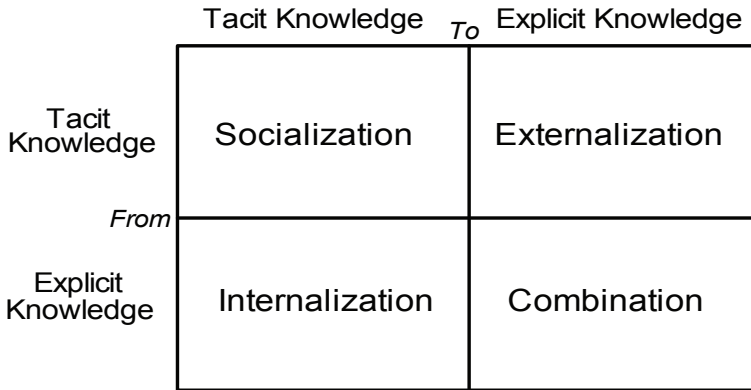 Tacit Knowledge To Explicit Knowledge
Tacit
Knowledge
Socialization Externalization
From
Explicit
Knowledge
Internalization Combination